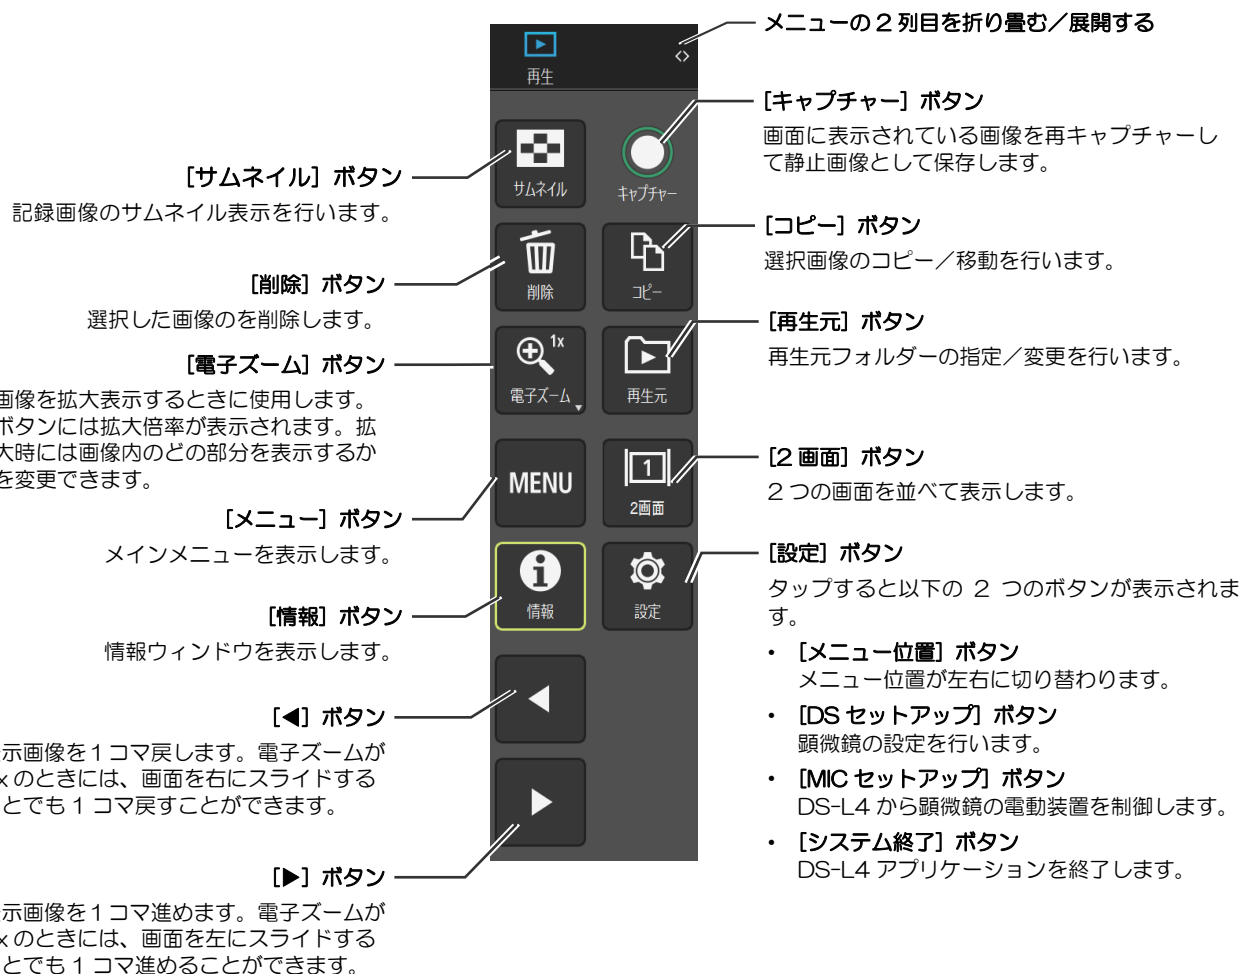 メニューの2列目を折り畳む／展開する
再生
[キャプチャー] ボタン
画面に表示されている画像を再キャプチャーし
て静止画像として保存します。
[サムネイル] ボタン
記録画像のサムネイル表示を行います。
サムネイル
キャプチャー
[コピー] ボタン
選択画像のコピー／移動を行います。
[削除] ボタン
選択した画像のを削除します。
削除
コピー
[再生元] ボタン
再生元フォルダーの指定／変更を行います。
[電子ズーム] ボタン
画像を拡大表示するときに使用します。
ボタンには拡大倍率が表示されます。拡
大時には画像内のどの部分を表示するか
を変更できます。
1x
電子ズーム
再生元
[2画面] ボタン
2つの画面を並べて表示します。
MENU
1
2画面
[メニュー] ボタン
メインメニューを表示します。
[設定] ボタン
タップすると以下の 2 つのボタンが表示されま
す。
情報
設定
[情報] ボタン
情報ウィンドウを表示します。
• [メニュー位置] ボタン
メニュー位置が左右に切り替わります。
• [DSセットアップ] ボタン
顕微鏡の設定を行います。
• [MICセットアップ] ボタン
DS-L4から顕微鏡の電動装置を制御します。
• [システム終了] ボタン
DS-L4アプリケーションを終了します。
[◀] ボタン
示画像を1コマ戻します。電子ズームが
xのときには、画面を右にスライドする
とでも1コマ戻すことができます。
[▶] ボタン
示画像を1コマ進めます。電子ズームが
xのときには、画面を左にスライドする
とでも1コマ進めることができます。